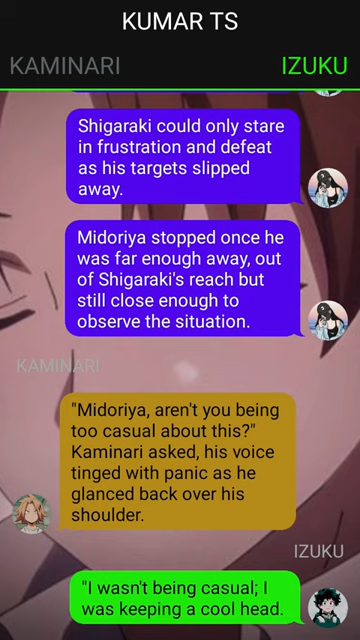 KUMAR TS
KAMINARI
IZUKU
Shigaraki could only stare
in frustration and defeat
as his targets slipped
away.
Midoriya stopped once he
was far enough away, out
of Shigaraki's reach but
still close enough to
observe the situation.
KAMINARI
"Midoriya, aren't you being
too casual about this?"
Kaminari asked, his voice
tinged with panic as he
glanced back over his
shoulder.
IZUKU
"I wasn't being casual; I
was keeping a cool head.